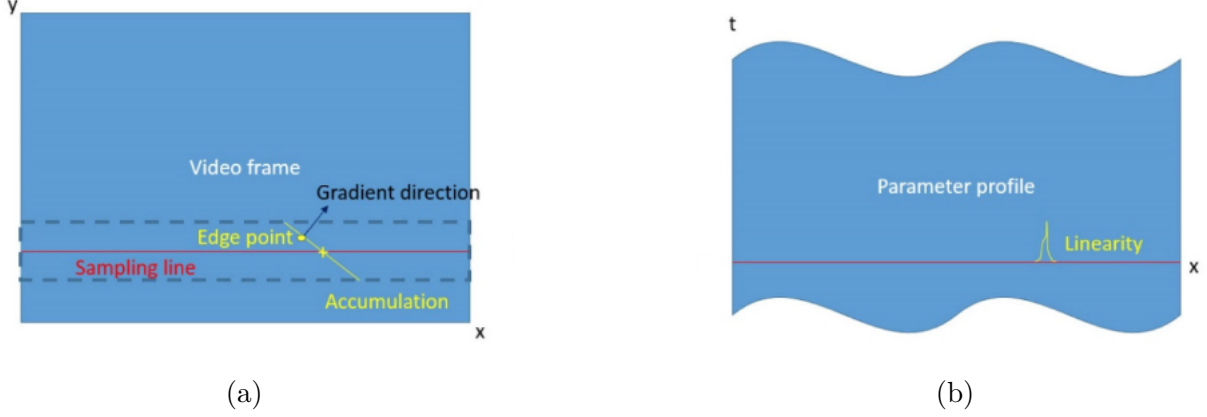 y
Video frame
Gradient direction
Edge point
Sampling line
Accumulation
x
(a)
t
Parameter profile
Linearity
x
(b)